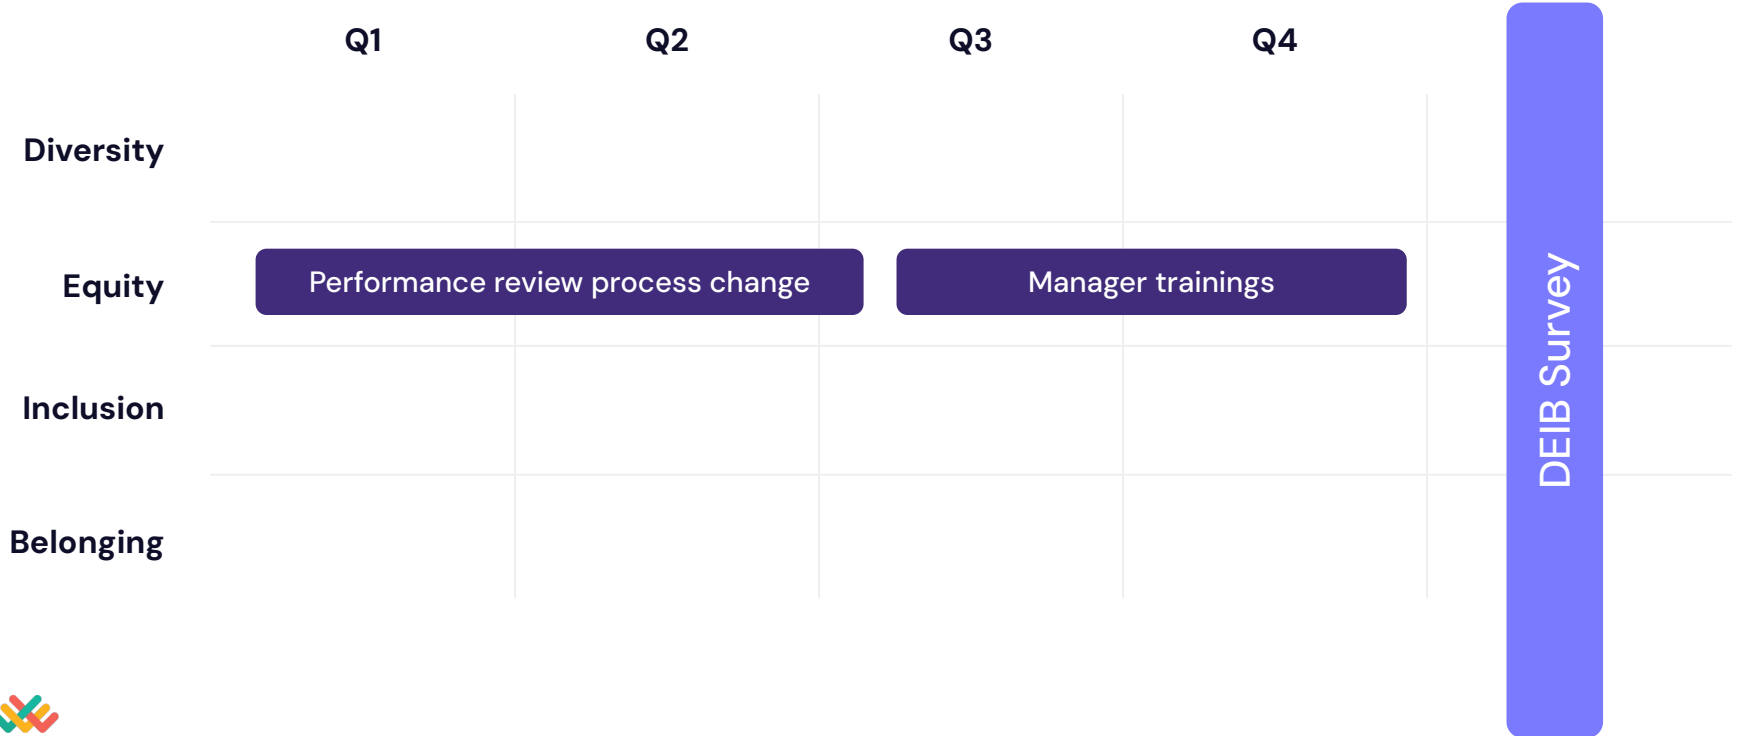 Q1 Q2 Q3 Q4
Diversity
Equity
Performance review process change
Manager trainings
Inclusion
Belonging
DEIB Survey